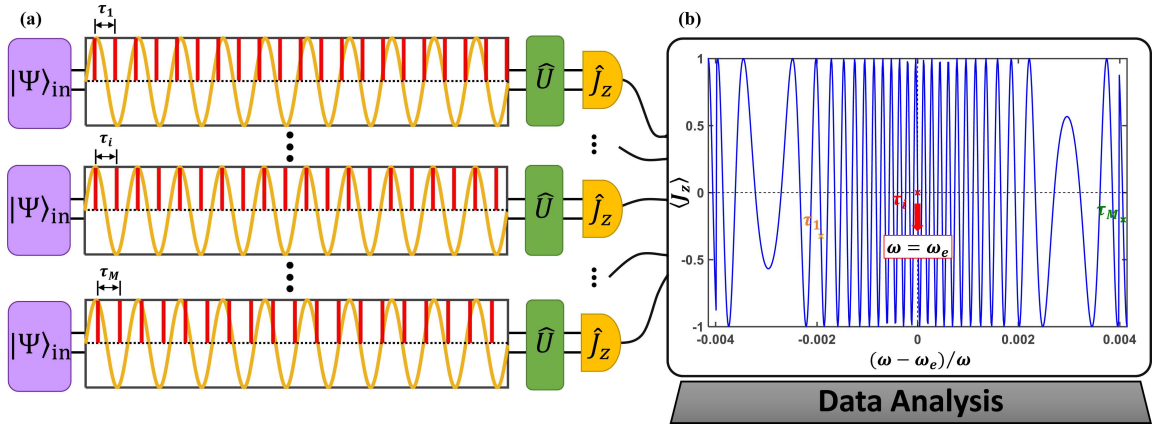 (a)
τ₁
|Ψ⟩in
Û
Ĵz
τᵢ
|Ψ⟩in
Û
Ĵz
τM
|Ψ⟩in
Û
Ĵz
(b)
1
0.5
0
-0.5
-1
⟨Jz⟩
τ₁
τᵢ
τM
ω = ωe
-0.004
-0.002
0
0.002
0.004
(ω − ωe)/ω
Data Analysis